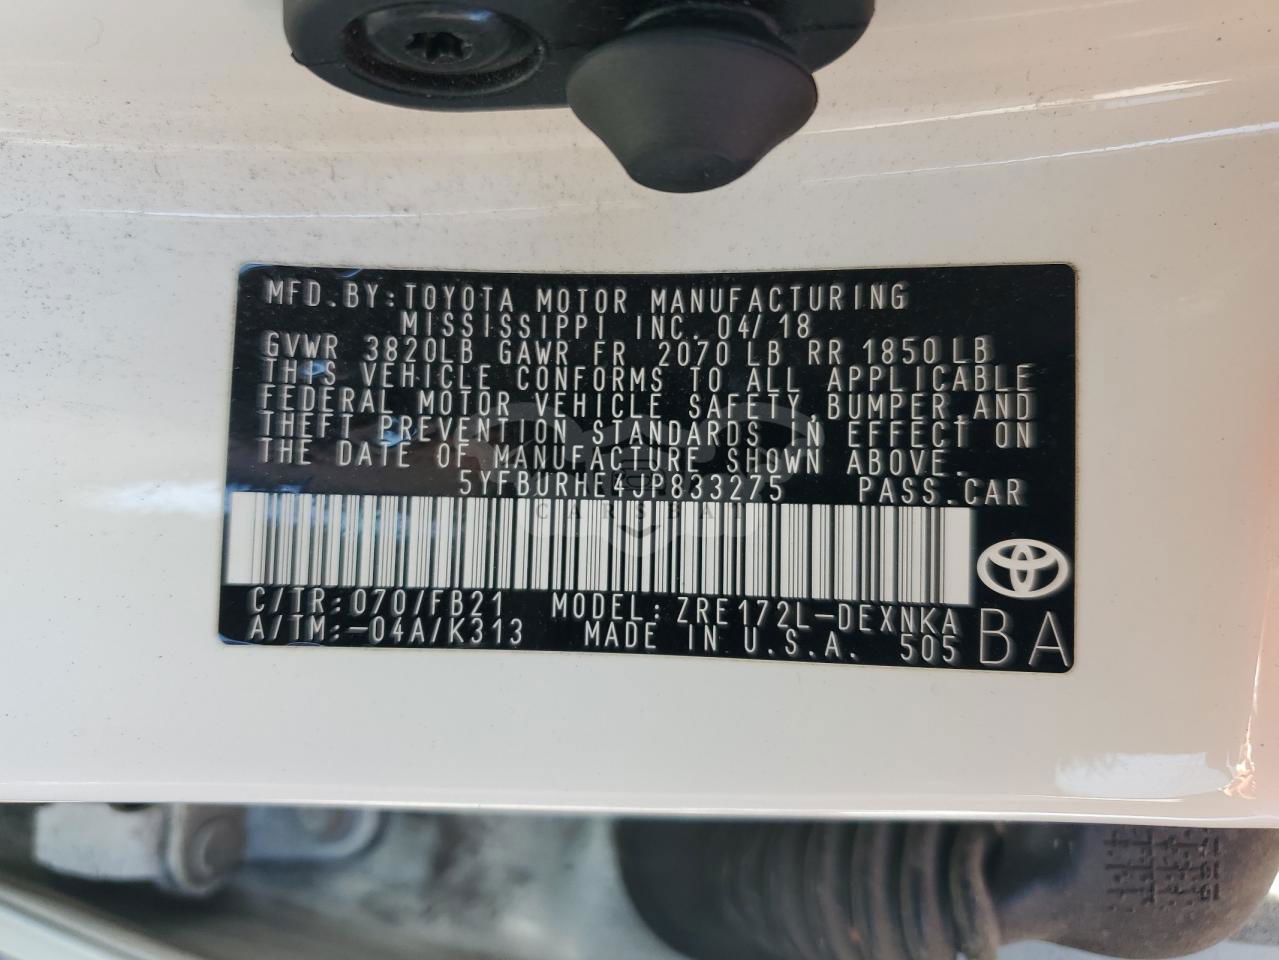 MFD.BY:TOYOTA MOTOR MANUFACTURING
MISSISSIPPI INC. 04/18
GVWR 3820LB GAWR FR 2070 LB RR 1850LB
THIS VEHICLE CONFORMS TO ALL APPLICABLE
FEDERAL MOTOR VEHICLE SAFETY,BUMPER,AND
THEFT PREVENTION STANDARDS IN EFFECT ON
THE DATE OF MANUFACTURE SHOWN ABOVE.
5YFBURHE4JP833275 PASS.CAR
CARSBAY
C/TR:070/FB21 MODEL:ZRE172L-DEXNKA
A/TM:-04A/K313 MADE IN U.S.A. 505 BA